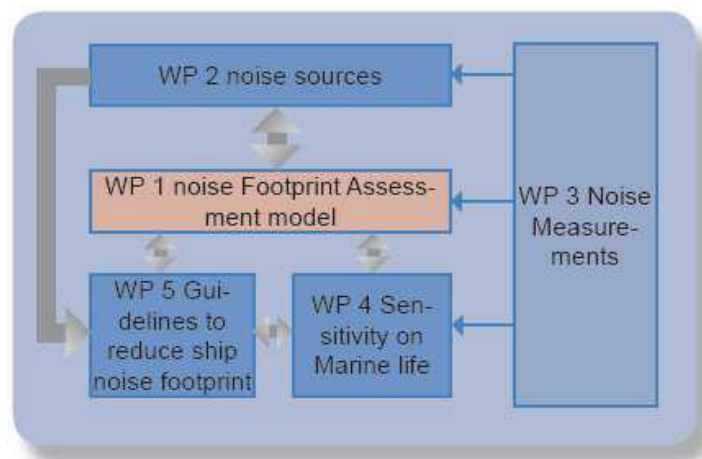 WP 2 noise sources
WP 1 noise Footprint Assess-
ment model
WP 3 Noise
Measure-
ments
WP 5 Gui-
delines to
reduce ship
noise footprint
WP 4 Sen-
sitivity on
Marine life